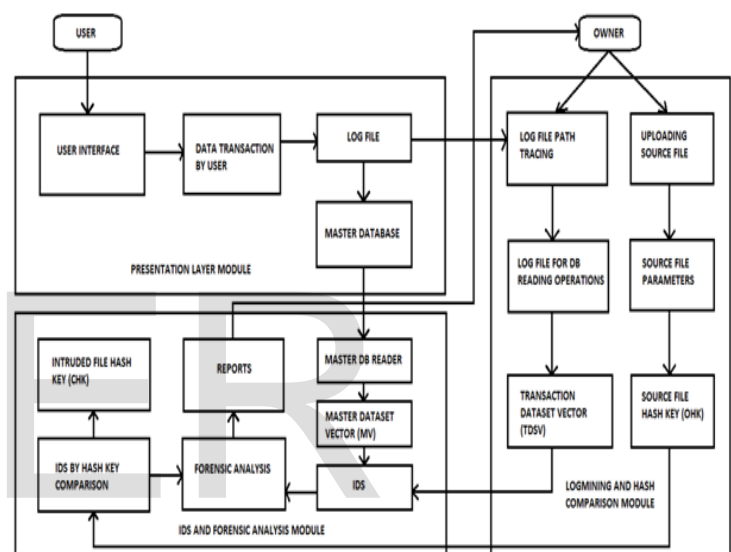 USER
OWNER
USER INTERFACE
DATA TRANSACTION
BY USER
LOG FILE
MASTER DATABASE
PRESENTATION LAYER MODULE
LOG FILE PATH
TRACING
UPLOADING
SOURCE FILE
LOG FILE FOR DB
READING OPERATIONS
SOURCE FILE
PARAMETERS
TRANSACTION
DATASET VECTOR
(TDSV)
SOURCE FILE
HASH KEY (OHK)
LOGMINING AND HASH
COMPARISON MODULE
INTRUDED FILE HASH
KEY (CHK)
REPORTS
MASTER DB READER
MASTER DATASET
VECTOR (MV)
IDS BY HASH KEY
COMPARISON
FORENSIC ANALYSIS
IDS
IDS AND FORENSIC ANALYSIS MODULE
ER